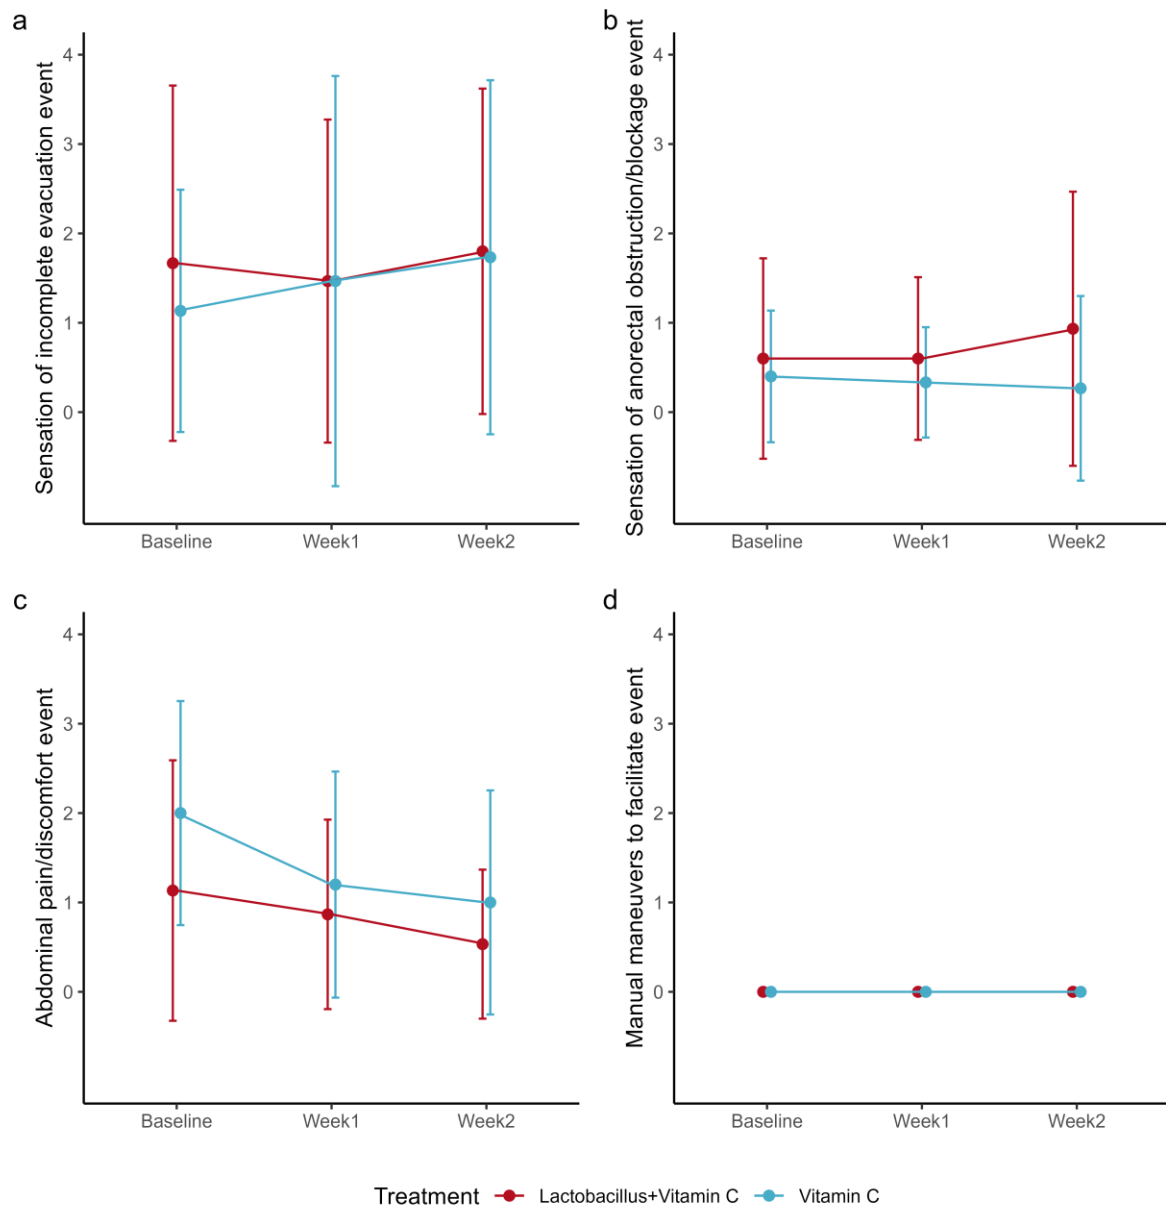 a
Sensation of incomplete evacuation event
4
3
2
1
0
Baseline Week1 Week2
b
Sensation of anorectal obstruction/blockage event
4
3
2
1
0
Baseline Week1 Week2
c
Abdominal pain/discomfort event
4
3
2
1
0
Baseline Week1 Week2
d
Manual maneuvers to facilitate event
4
3
2
1
0
Baseline Week1 Week2
Treatment Lactobacillus+Vitamin C Vitamin C